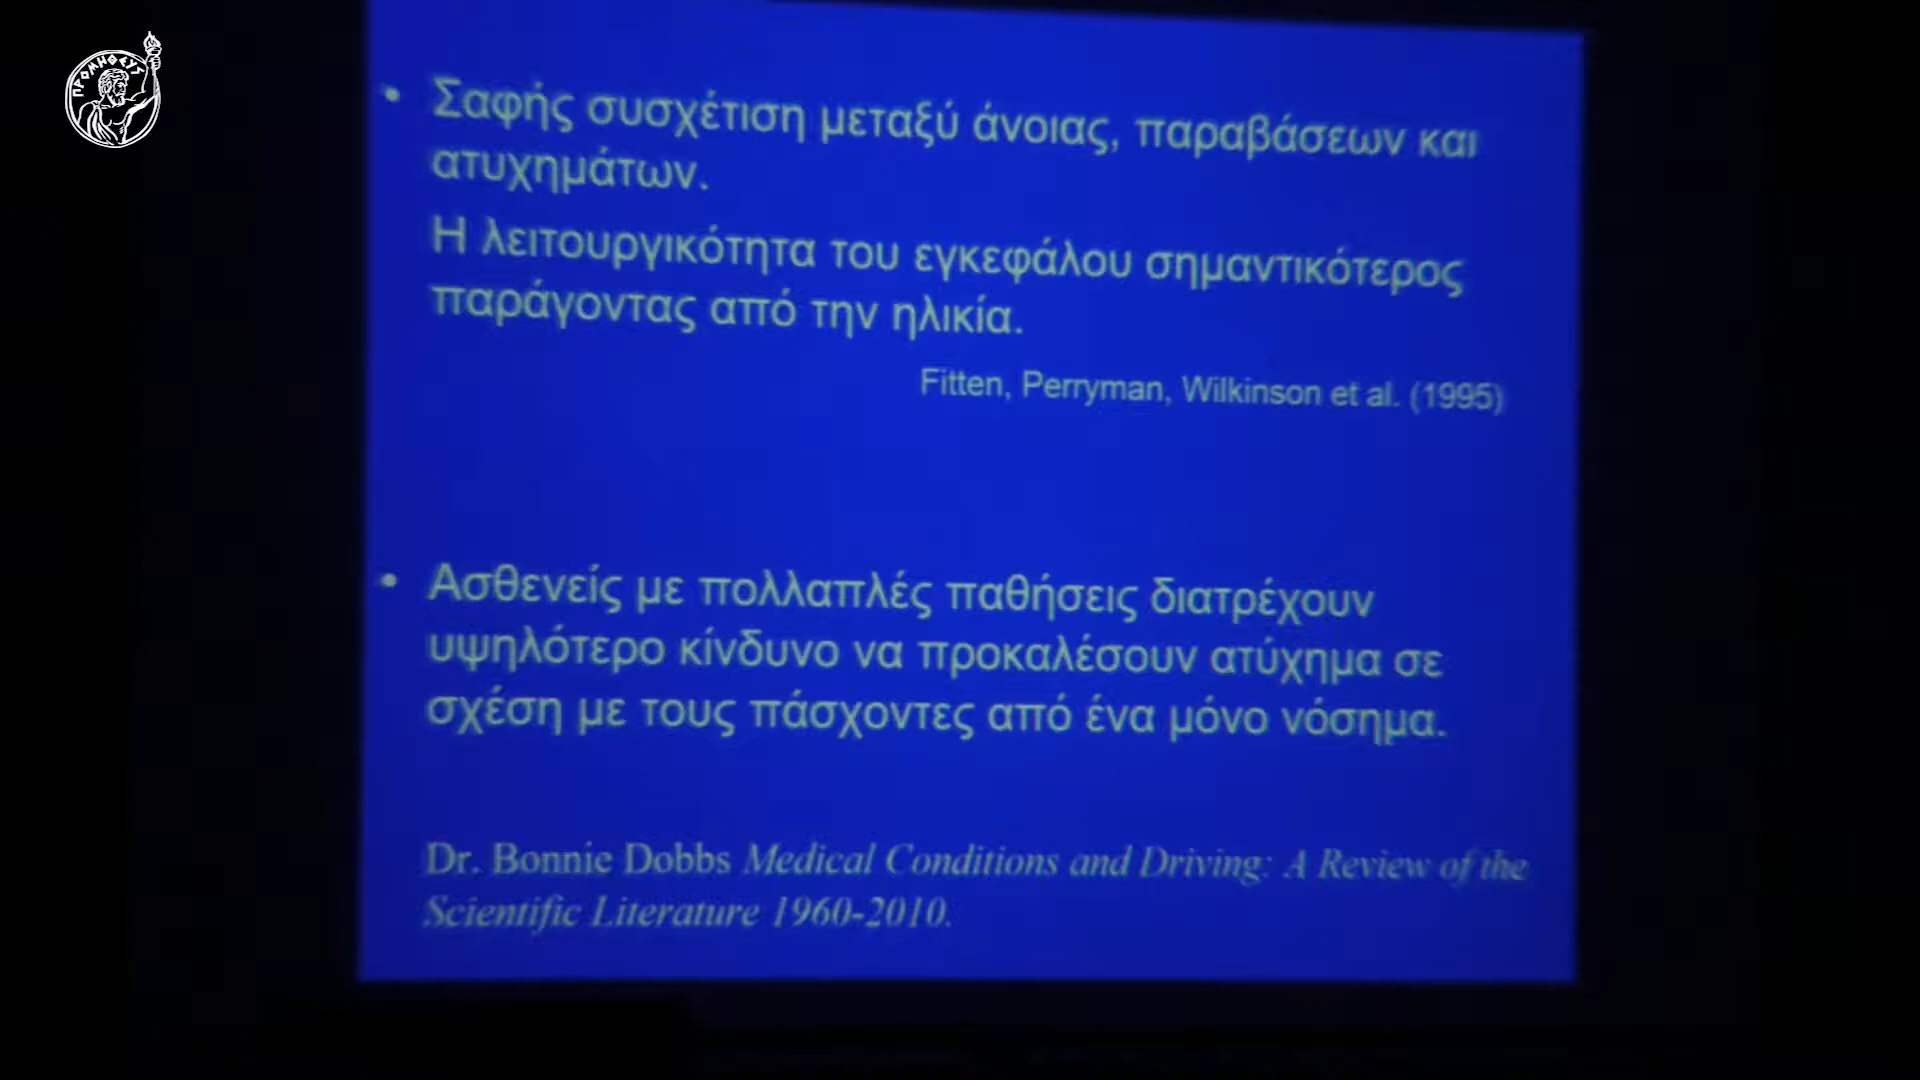 ΠΡΟΜΗΘΕΥΣ
• Σαφής συσχέτιση μεταξύ άνοιας, παραβάσεων και
ατυχημάτων.
Η λειτουργικότητα του εγκεφάλου σημαντικότερος
παράγοντας από την ηλικία.
Fitten, Perryman, Wilkinson et al. (1995)
• Ασθενείς με πολλαπλές παθήσεις διατρέχουν
υψηλότερο κίνδυνο να προκαλέσουν ατύχημα σε
σχέση με τους πάσχοντες από ένα μόνο νόσημα.
Dr. Bonnie Dobbs Medical Conditions and Driving: A Review of the
Scientific Literature 1960-2010.